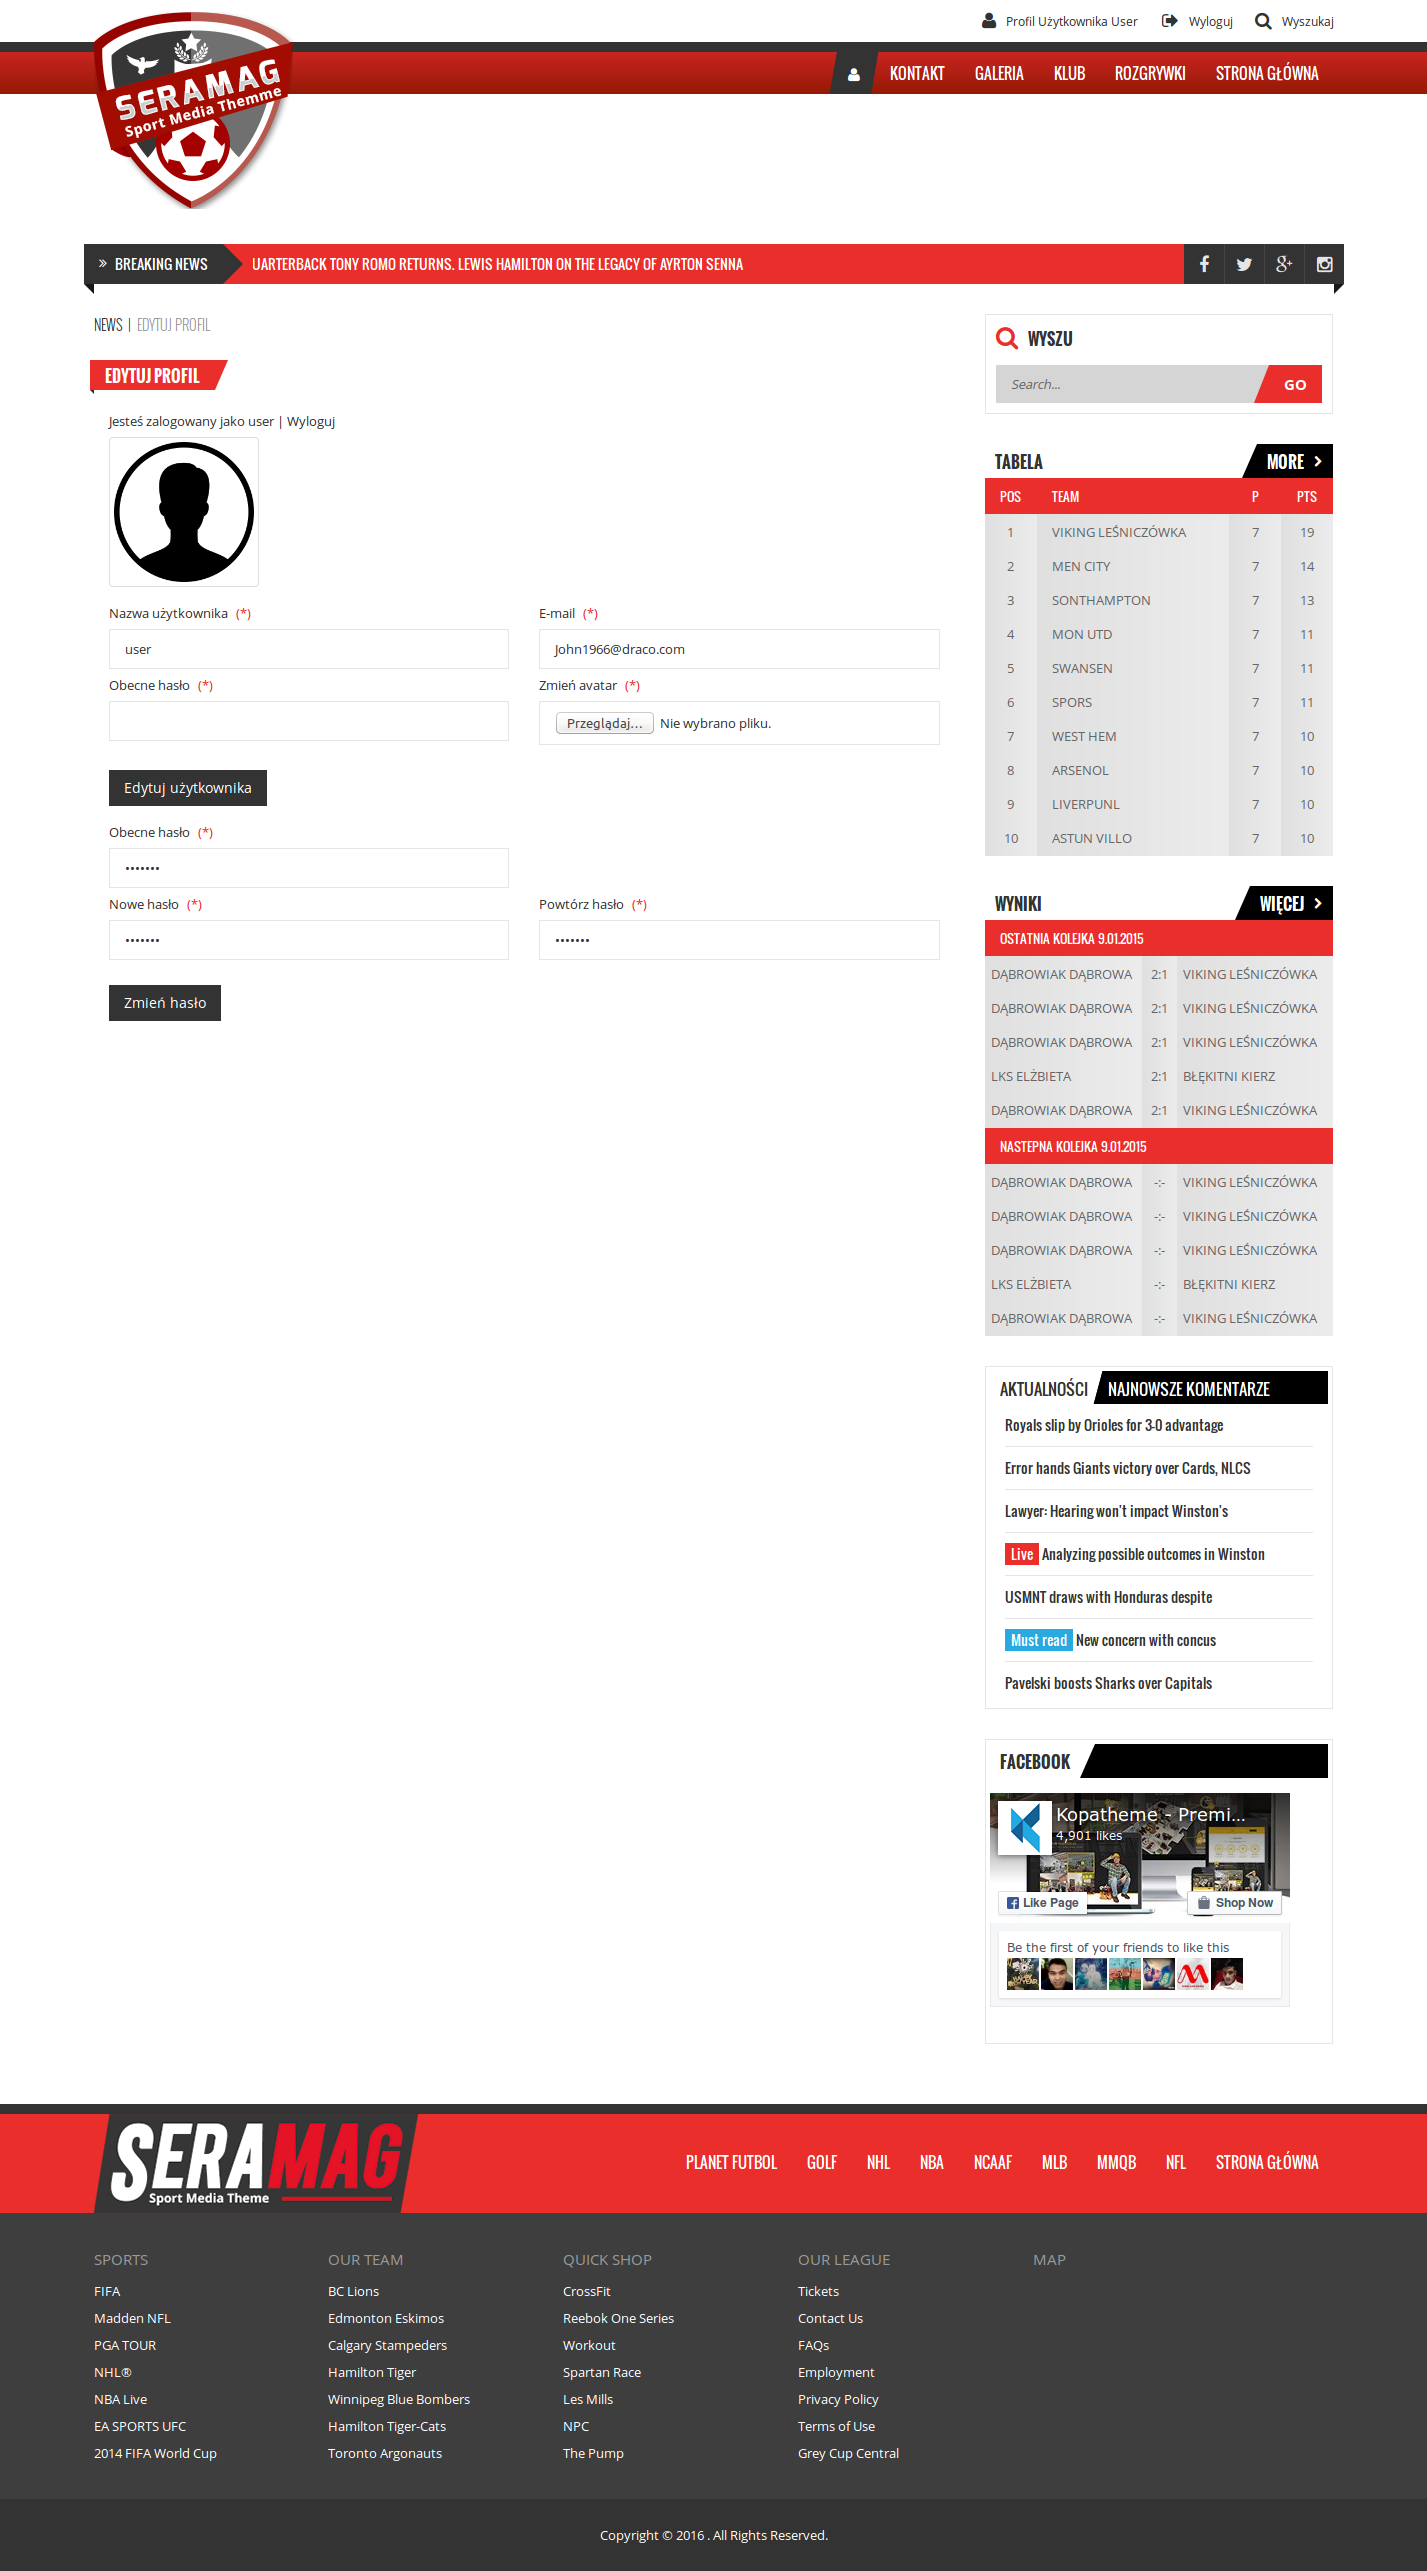 Profil Użytkownika User Wyloguj Wyszukaj
SERAMAG
Sport Media Themme
KONTAKT GALERIA KLUB ROZGRYWKI STRONA GŁÓWNA
BREAKING NEWS UARTERBACK TONY ROMO RETURNS. LEWIS HAMILTON ON THE LEGACY OF AYRTON SENNA
NEWS | EDYTUJ PROFIL
EDYTUJ PROFIL
Jesteś zalogowany jako user | Wyloguj
Nazwa użytkownika (*) E-mail (*)
user John1966@draco.com
Obecne hasło (*) Zmień avatar (*)
Przeglądaj... Nie wybrano pliku.
Edytuj użytkownika
Obecne hasło (*)
•••••••
Nowe hasło (*) Powtórz hasło (*)
••••••• •••••••
Zmień hasło
WYSZU
Search... GO
TABELA MORE
POS TEAM P PTS
1 VIKING LEŚNICZÓWKA 7 19
2 MEN CITY 7 14
3 SONTHAMPTON 7 13
4 MON UTD 7 11
5 SWANSEN 7 11
6 SPORS 7 11
7 WEST HEM 7 10
8 ARSENOL 7 10
9 LIVERPUNL 7 10
10 ASTUN VILLO 7 10
WYNIKI WIĘCEJ
OSTATNIA KOLEJKA 9.01.2015
DĄBROWIAK DĄBROWA 2:1 VIKING LEŚNICZÓWKA
DĄBROWIAK DĄBROWA 2:1 VIKING LEŚNICZÓWKA
DĄBROWIAK DĄBROWA 2:1 VIKING LEŚNICZÓWKA
LKS ELŻBIETA 2:1 BŁĘKITNI KIERZ
DĄBROWIAK DĄBROWA 2:1 VIKING LEŚNICZÓWKA
NASTEPNA KOLEJKA 9.01.2015
DĄBROWIAK DĄBROWA -:- VIKING LEŚNICZÓWKA
DĄBROWIAK DĄBROWA -:- VIKING LEŚNICZÓWKA
DĄBROWIAK DĄBROWA -:- VIKING LEŚNICZÓWKA
LKS ELŻBIETA -:- BŁĘKITNI KIERZ
DĄBROWIAK DĄBROWA -:- VIKING LEŚNICZÓWKA
AKTUALNOŚCI NAJNOWSZE KOMENTARZE
Royals slip by Orioles for 3-0 advantage
Error hands Giants victory over Cards, NLCS
Lawyer: Hearing won't impact Winston's
Live Analyzing possible outcomes in Winston
USMNT draws with Honduras despite
Must read New concern with concus
Pavelski boosts Sharks over Capitals
FACEBOOK
Kopatheme - Premi...
4,901 likes
Like Page Shop Now
Be the first of your friends to like this
SERAMAG
Sport Media Theme
PLANET FUTBOL GOLF NHL NBA NCAAF MLB MMQB NFL STRONA GŁÓWNA
SPORTS OUR TEAM QUICK SHOP OUR LEAGUE MAP
FIFA BC Lions CrossFit Tickets
Madden NFL Edmonton Eskimos Reebok One Series Contact Us
PGA TOUR Calgary Stampeders Workout FAQs
NHL® Hamilton Tiger Spartan Race Employment
NBA Live Winnipeg Blue Bombers Les Mills Privacy Policy
EA SPORTS UFC Hamilton Tiger-Cats NPC Terms of Use
2014 FIFA World Cup Toronto Argonauts The Pump Grey Cup Central
Copyright © 2016 . All Rights Reserved.